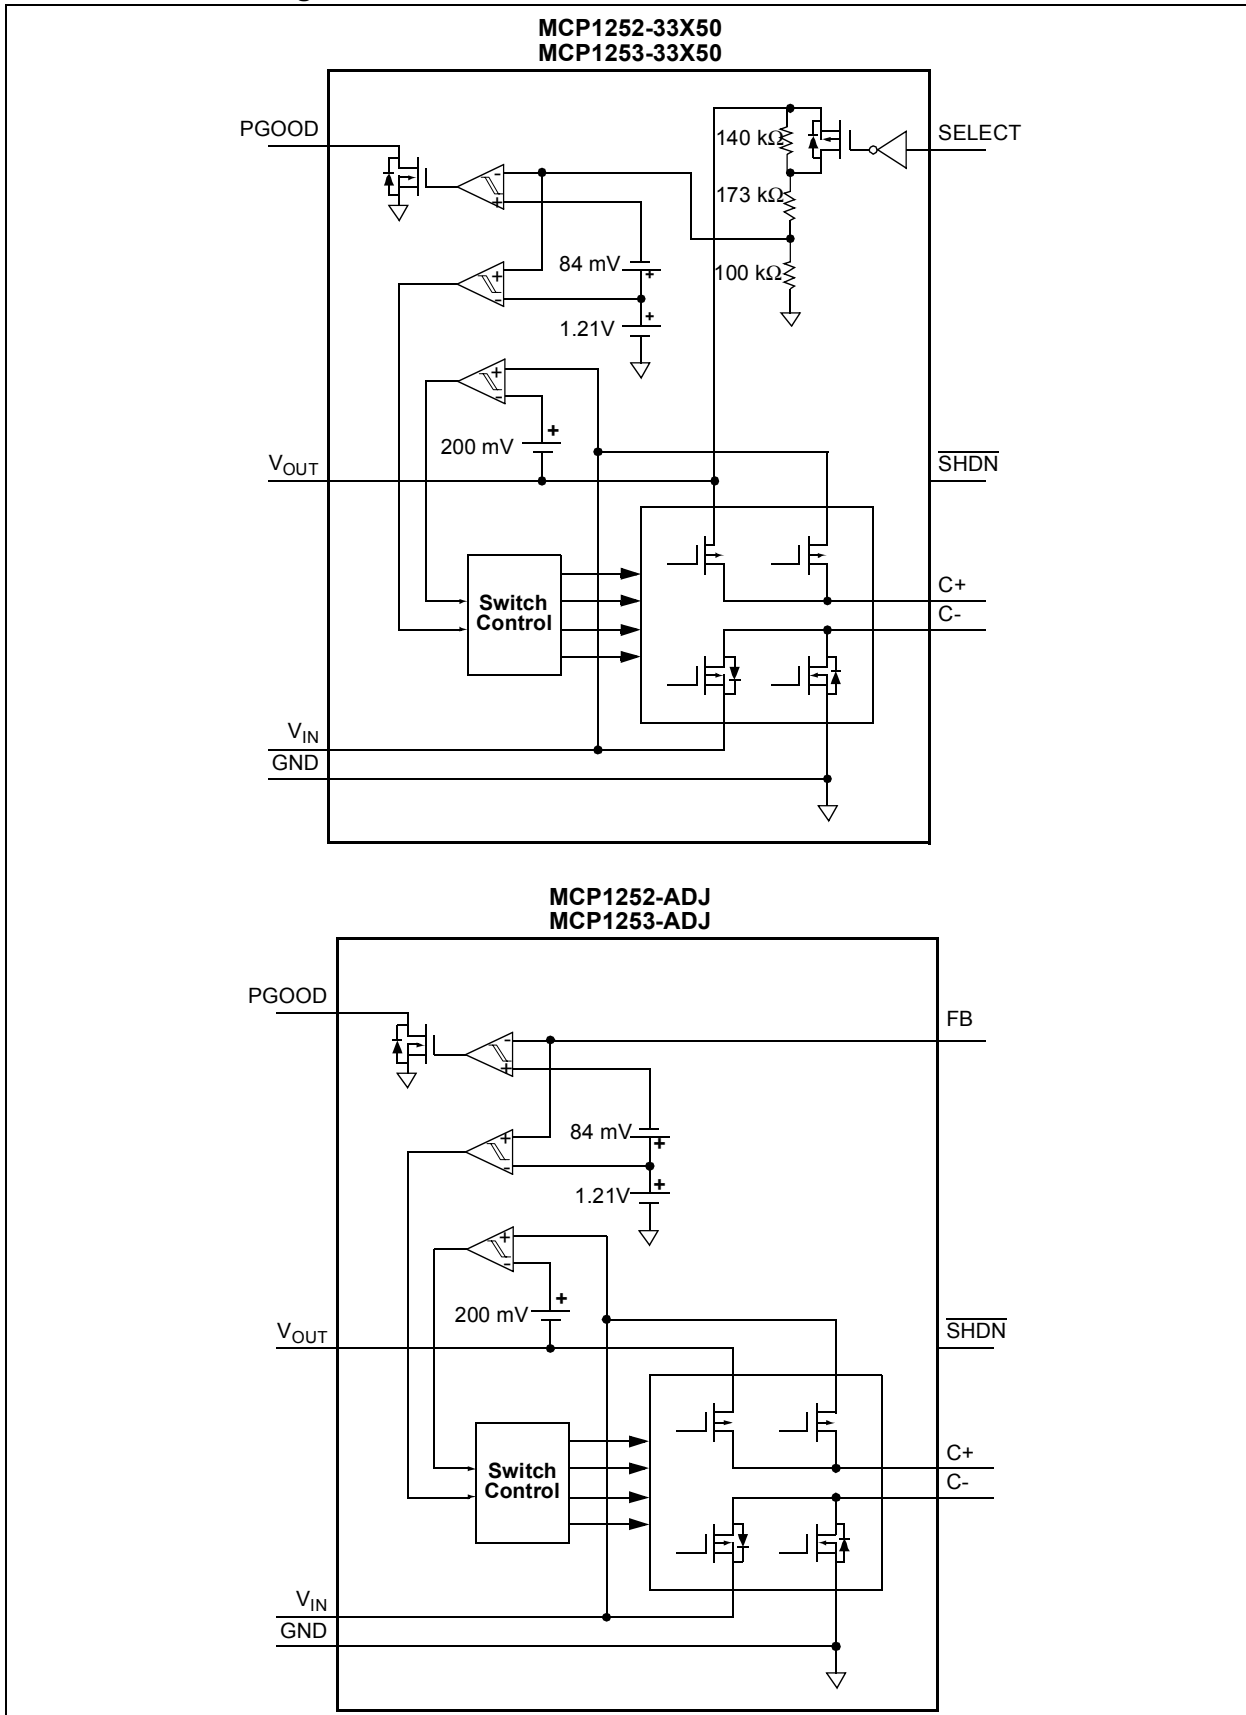 MCP1252-33X50
MCP1253-33X50
PGOOD
SELECT
140 kΩ
173 kΩ
100 kΩ
84 mV
1.21V
200 mV
VOUT
SHDN
Switch
Control
C+
C-
VIN
GND
MCP1252-ADJ
MCP1253-ADJ
PGOOD
FB
84 mV
1.21V
200 mV
VOUT
SHDN
Switch
Control
C+
C-
VIN
GND